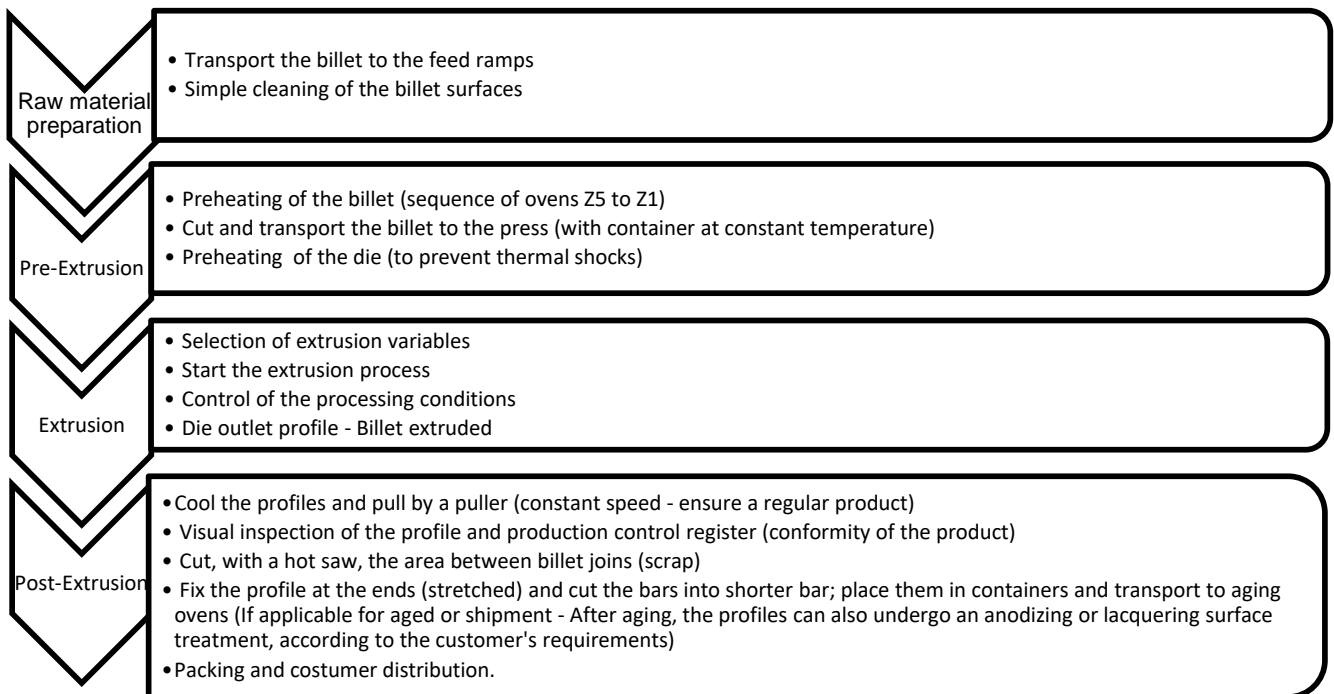 Raw material
preparation
• Transport the billet to the feed ramps
• Simple cleaning of the billet surfaces
Pre-Extrusion
• Preheating of the billet (sequence of ovens Z5 to Z1)
• Cut and transport the billet to the press (with container at constant temperature)
• Preheating of the die (to prevent thermal shocks)
Extrusion
• Selection of extrusion variables
• Start the extrusion process
• Control of the processing conditions
• Die outlet profile - Billet extruded
Post-Extrusion
•Cool the profiles and pull by a puller (constant speed - ensure a regular product)
• Visual inspection of the profile and production control register (conformity of the product)
• Cut, with a hot saw, the area between billet joins (scrap)
• Fix the profile at the ends (stretched) and cut the bars into shorter bar; place them in containers and transport to aging
ovens (If applicable for aged or shipment - After aging, the profiles can also undergo an anodizing or lacquering surface
treatment, according to the customer's requirements)
•Packing and costumer distribution.